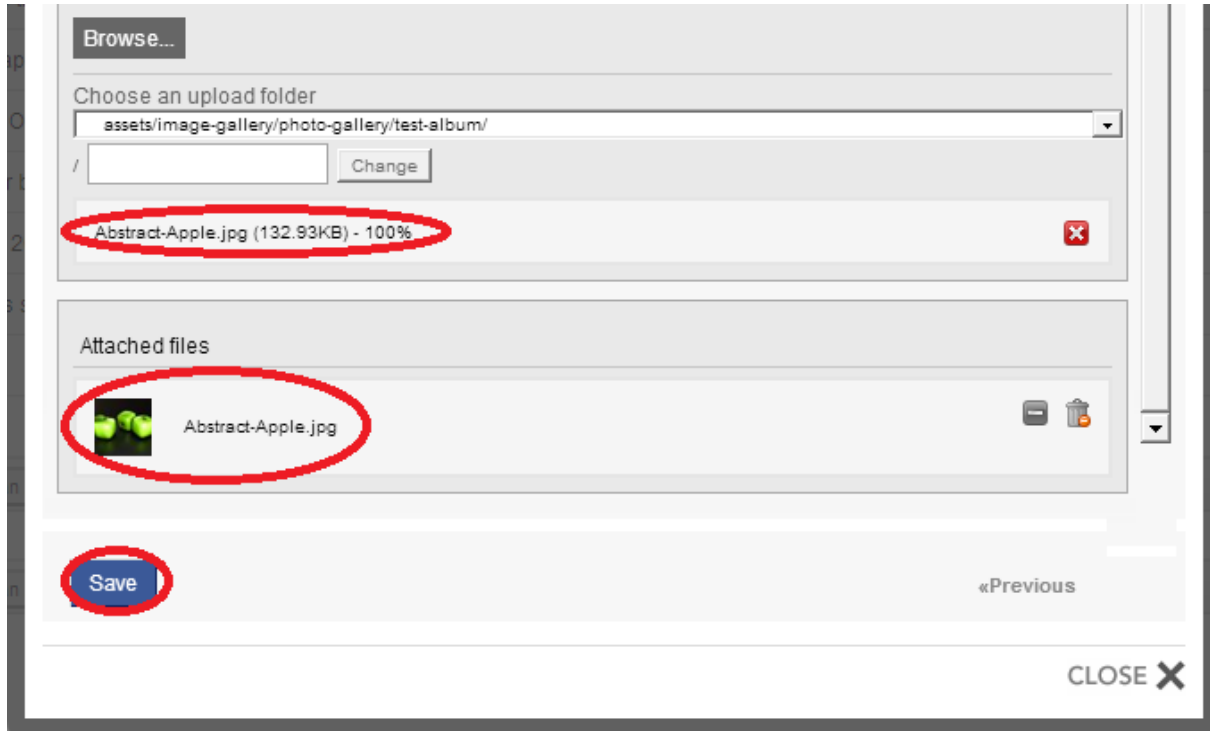 Browse...
Choose an upload folder
assets/image-gallery/photo-gallery/test-album/
/ Change
Abstract-Apple.jpg (132.93KB) - 100%
Attached files
Abstract-Apple.jpg
Save
«Previous
CLOSE